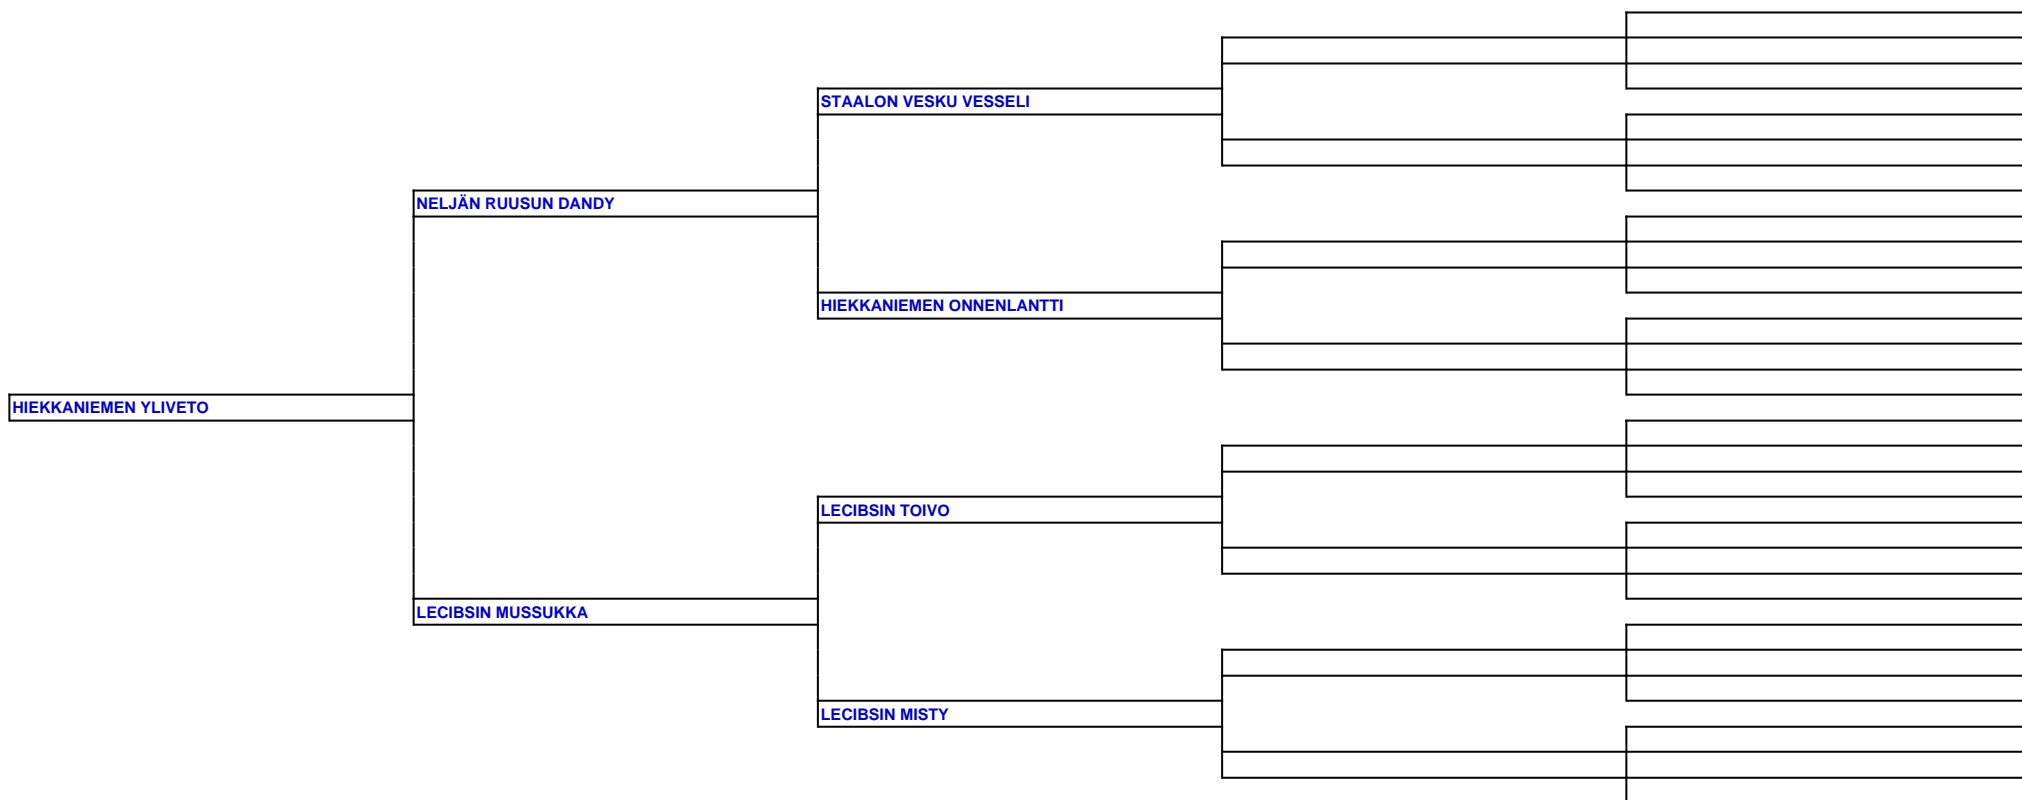 STAALON VESKU VESSELI
NELJÄN RUUSUN DANDY
HIEKKANIEMEN ONNENLANTTI
HIEKKANIEMEN YLIVETO
LECIBSIN TOIVO
LECIBSIN MUSSUKKA
LECIBSIN MISTY